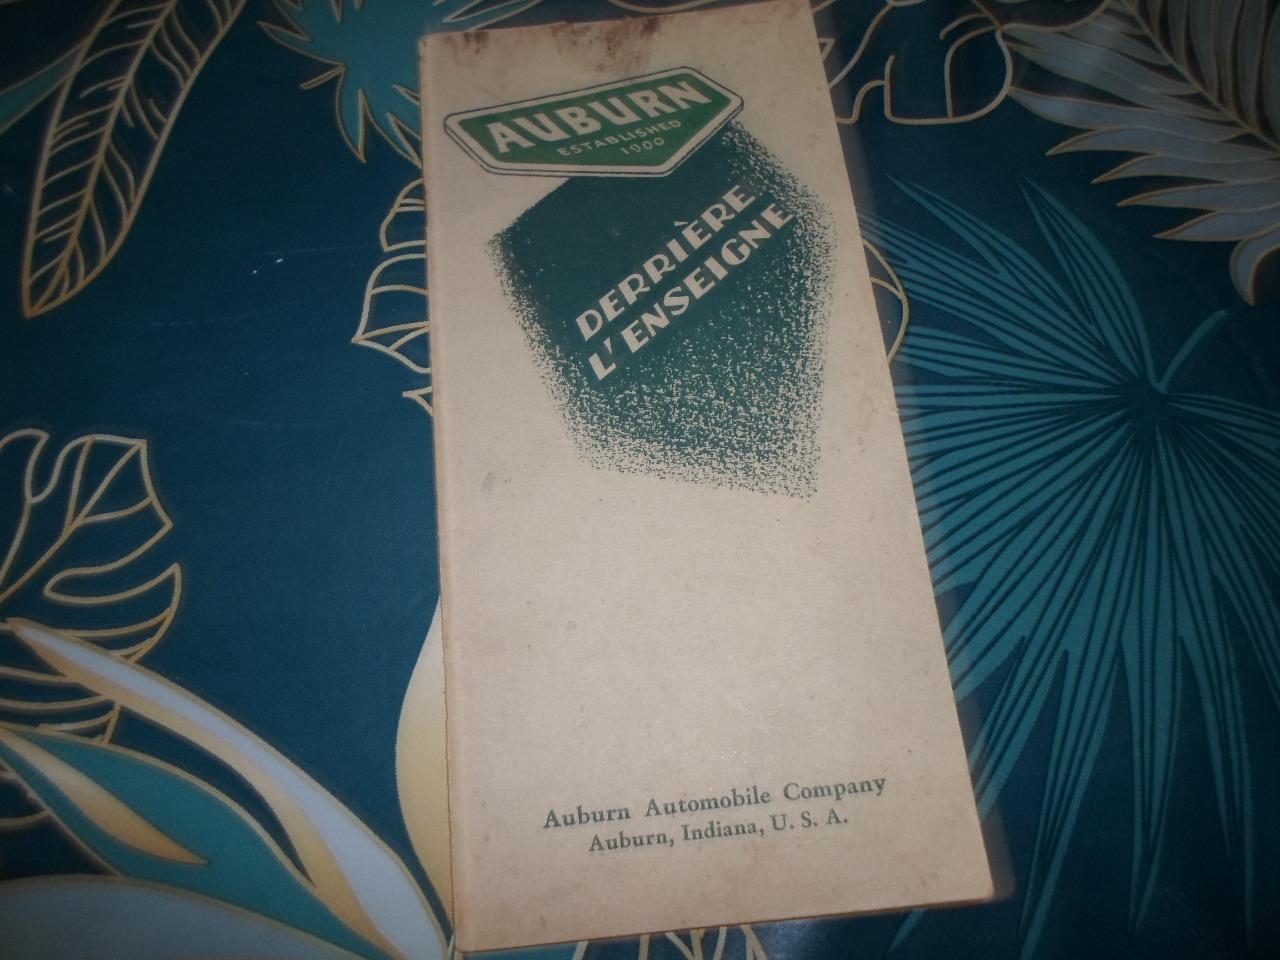 AUBURN
ESTABLISHED
1900
DERRIÈRE
L'ENSEIGNE
Auburn Automobile Company
Auburn, Indiana, U. S. A.